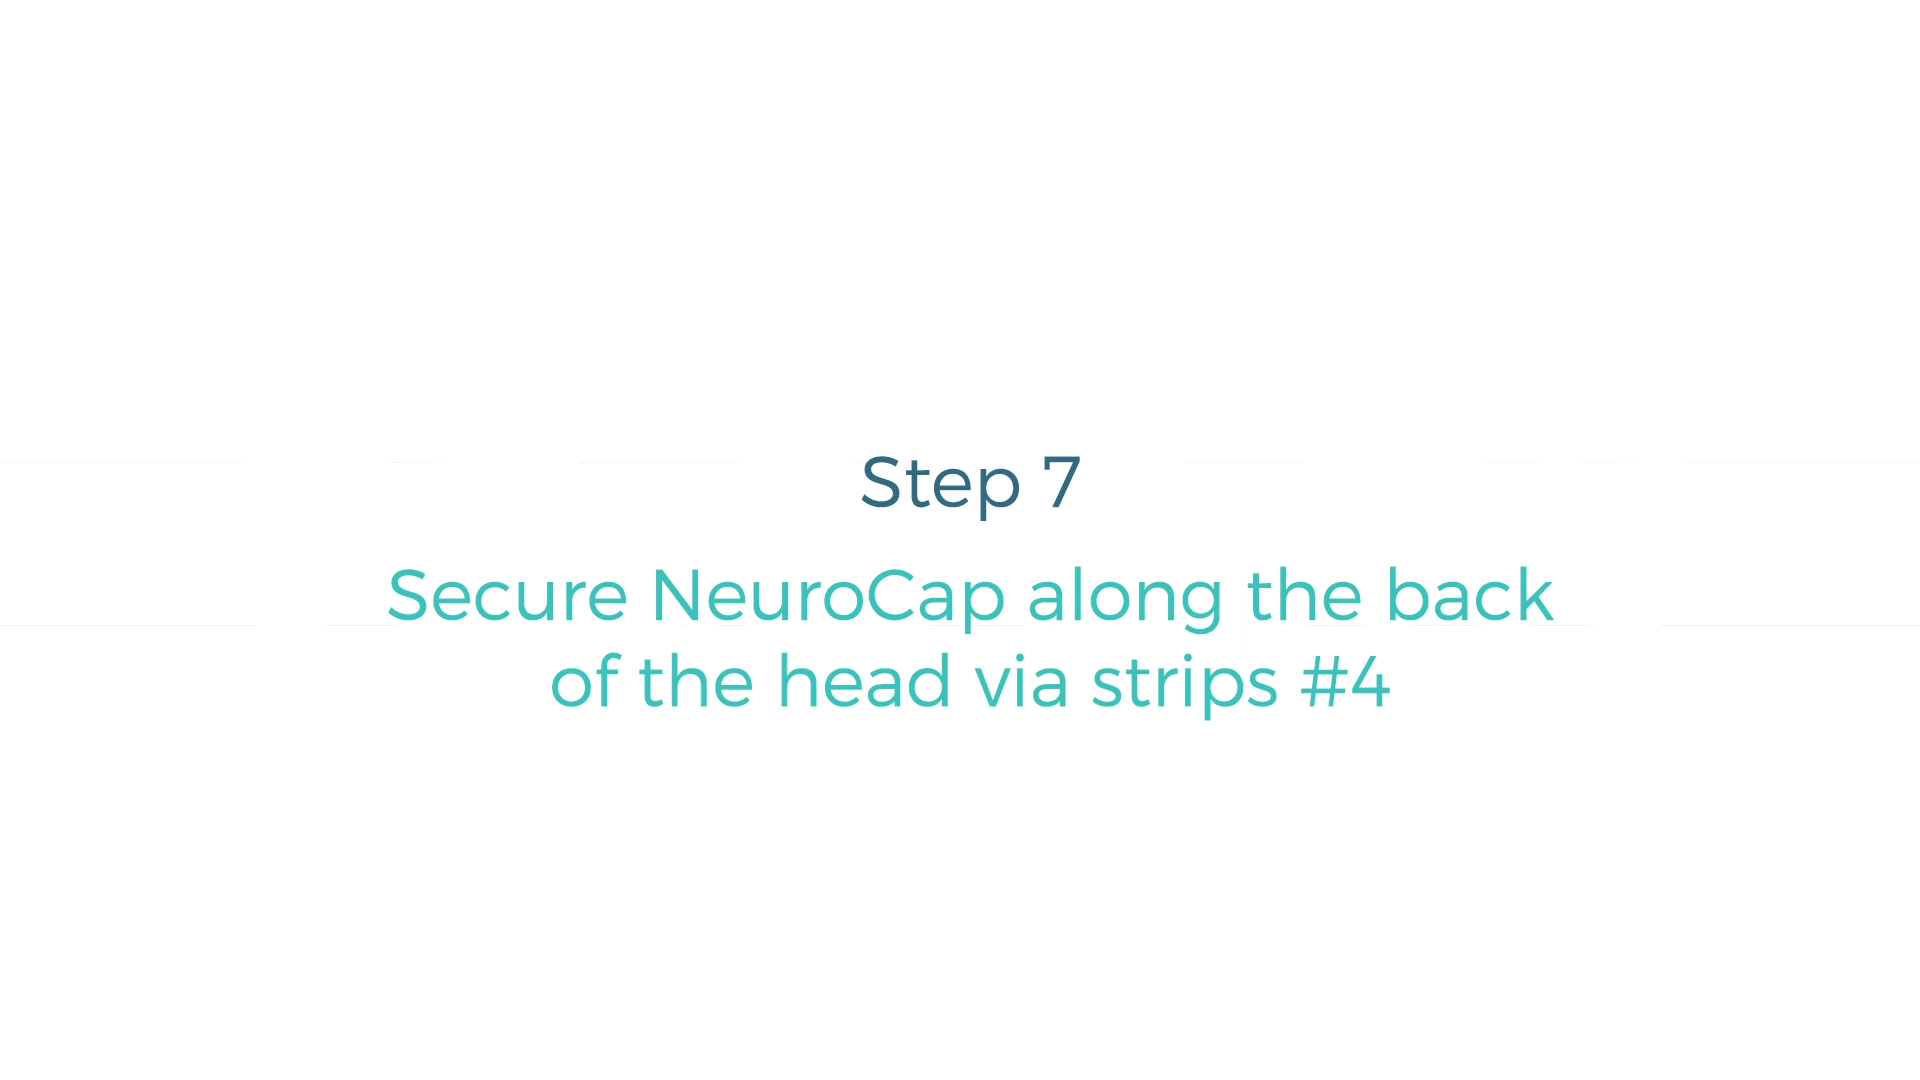 Step 7
Secure NeuroCap along the back
of the head via strips #4